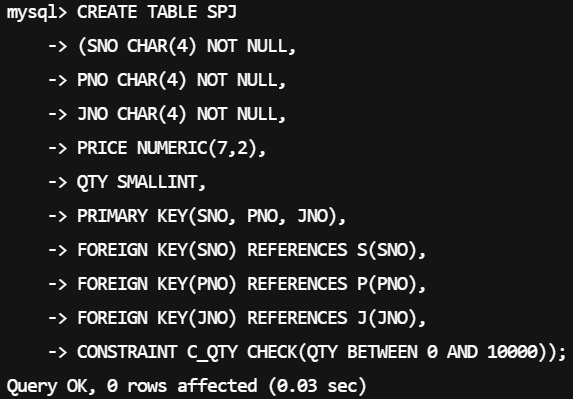 mysql> CREATE TABLE SPJ
    -> (SNO CHAR(4) NOT NULL,
    -> PNO CHAR(4) NOT NULL,
    -> JNO CHAR(4) NOT NULL,
    -> PRICE NUMERIC(7,2),
    -> QTY SMALLINT,
    -> PRIMARY KEY(SNO, PNO, JNO),
    -> FOREIGN KEY(SNO) REFERENCES S(SNO),
    -> FOREIGN KEY(PNO) REFERENCES P(PNO),
    -> FOREIGN KEY(JNO) REFERENCES J(JNO),
    -> CONSTRAINT C_QTY CHECK(QTY BETWEEN 0 AND 10000));
Query OK, 0 rows affected (0.03 sec)